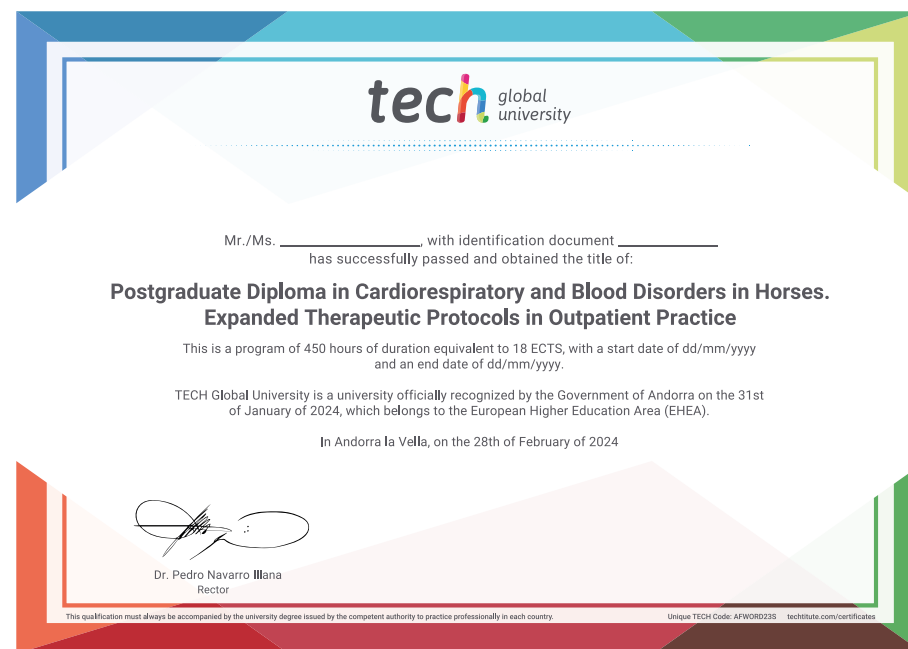 tech global university
Mr./Ms. ____________, with identification document ____________
has successfully passed and obtained the title of:
Postgraduate Diploma in Cardiorespiratory and Blood Disorders in Horses.
Expanded Therapeutic Protocols in Outpatient Practice
This is a program of 450 hours of duration equivalent to 18 ECTS, with a start date of dd/mm/yyyy
and an end date of dd/mm/yyyy.
TECH Global University is a university officially recognized by the Government of Andorra on the 31st
of January of 2024, which belongs to the European Higher Education Area (EHEA).
In Andorra la Vella, on the 28th of February of 2024
Dr. Pedro Navarro Illana
Rector
This qualification must always be accompanied by the university degree issued by the competent authority to practice professionally in each country.
Unique TECH Code: AFWORD23S techtitute.com/certificates